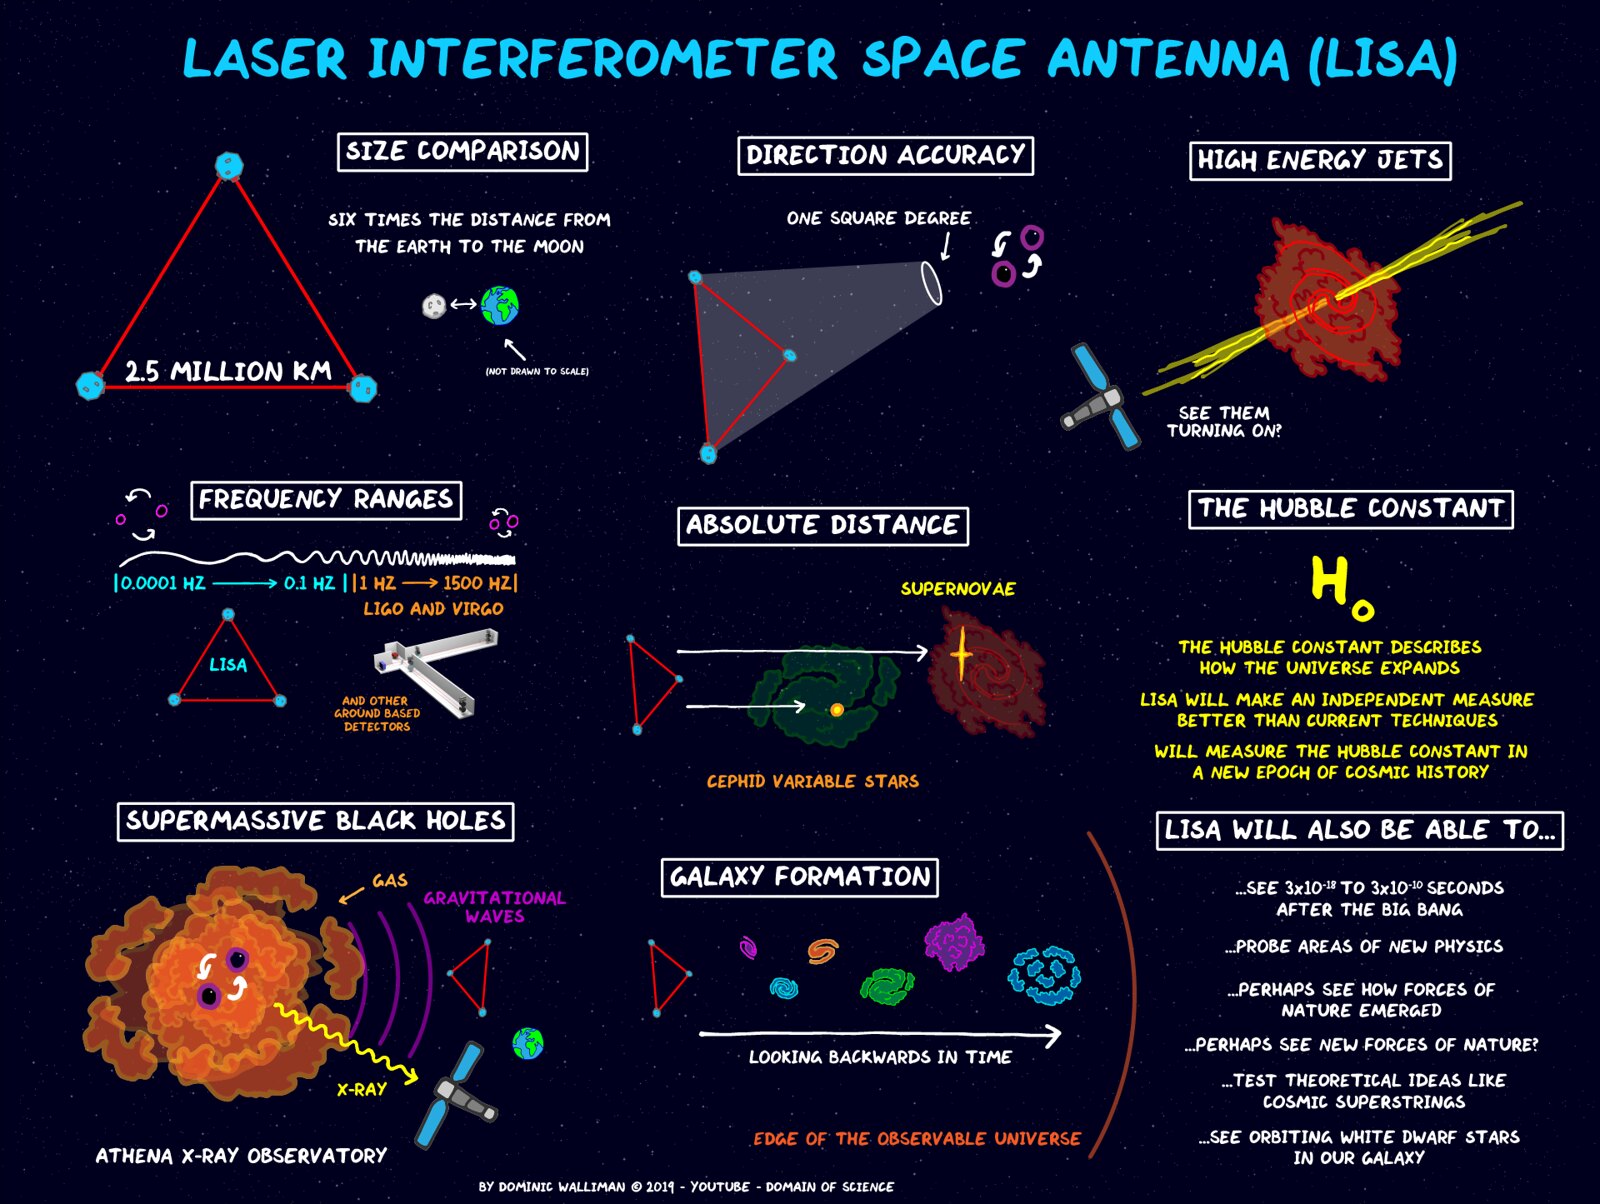 LASER INTERFEROMETER SPACE ANTENNA (LISA)
SIZE COMPARISON
SIX TIMES THE DISTANCE FROM
THE EARTH TO THE MOON
(NOT DRAWN TO SCALE)
2.5 MILLION KM
DIRECTION ACCURACY
ONE SQUARE DEGREE
HIGH ENERGY JETS
SEE THEM
TURNING ON?
FREQUENCY RANGES
|0.0001 HZ → 0.1 HZ| |1 HZ → 1500 HZ|
LIGO AND VIRGO
LISA
AND OTHER
GROUND BASED
DETECTORS
ABSOLUTE DISTANCE
SUPERNOVAE
CEPHID VARIABLE STARS
THE HUBBLE CONSTANT
H₀
THE HUBBLE CONSTANT DESCRIBES
HOW THE UNIVERSE EXPANDS
LISA WILL MAKE AN INDEPENDENT MEASURE
BETTER THAN CURRENT TECHNIQUES
WILL MEASURE THE HUBBLE CONSTANT IN
A NEW EPOCH OF COSMIC HISTORY
SUPERMASSIVE BLACK HOLES
GAS
GRAVITATIONAL
WAVES
X-RAY
ATHENA X-RAY OBSERVATORY
GALAXY FORMATION
LOOKING BACKWARDS IN TIME
EDGE OF THE OBSERVABLE UNIVERSE
LISA WILL ALSO BE ABLE TO...
...SEE 3x10⁻¹⁸ TO 3x10⁻¹⁰ SECONDS
AFTER THE BIG BANG
...PROBE AREAS OF NEW PHYSICS
...PERHAPS SEE HOW FORCES OF
NATURE EMERGED
...PERHAPS SEE NEW FORCES OF NATURE?
...TEST THEORETICAL IDEAS LIKE
COSMIC SUPERSTRINGS
...SEE ORBITING WHITE DWARF STARS
IN OUR GALAXY
BY DOMINIC WALLIMAN © 2019 - YOUTUBE - DOMAIN OF SCIENCE